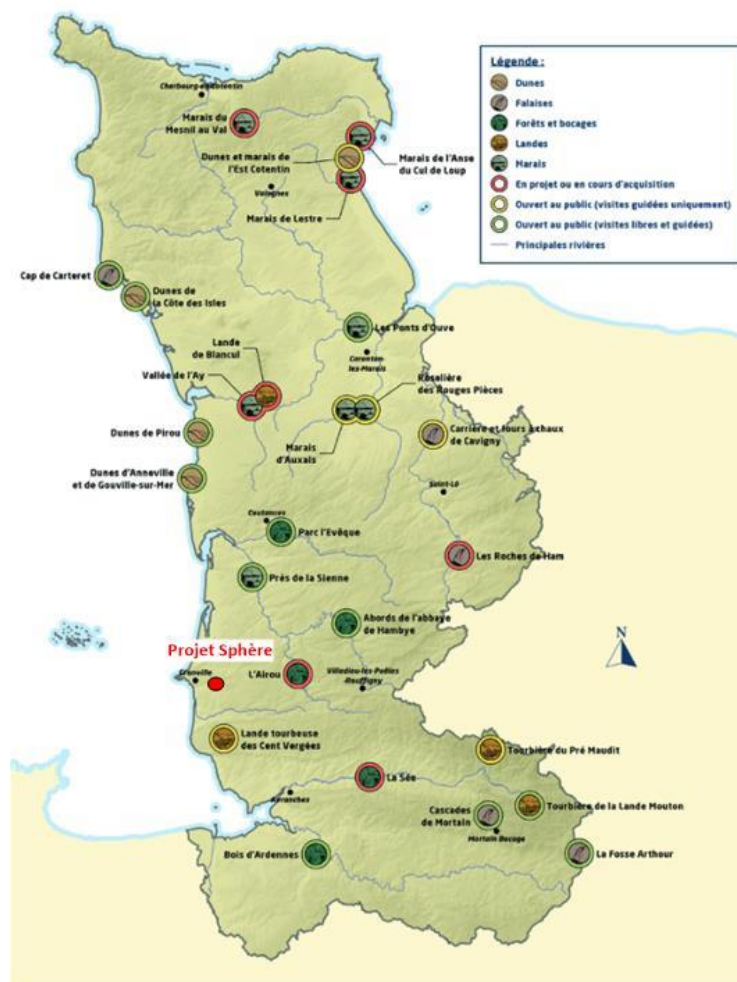 Légende :
Dunes
Falaises
Forêts et bocages
Landes
Marais
En projet ou en cours d'acquisition
Ouvert au public (visites guidées uniquement)
Ouvert au public (visites libres et guidées)
Principales rivières
Cherbourg-en-Cotentin
Marais du
Mesnil au Val
Dunes et marais de
l'Est Cotentin
Marais de l'Anse
du Cul de Loup
Valognes
Marais de Lestre
Cap de Carteret
Dunes de
la Côte des Isles
Les Ponts d'Ouve
Carentan-
les-Marais
Lande
de Blancul
Vallée de l'Ay
Roselière
des Rouges Pièces
Marais
d'Auxais
Dunes de Pirou
Carrière et fours à chaux
de Cavigny
Dunes d'Anneville
et de Gouville-sur-Mer
Saint-Lô
Coutances
Parc l'Evêque
Les Roches de Ham
Prés de la Sienne
Abords de l'abbaye
de Hambye
N
Projet Sphère
Granville
L'Airou
Villedieu-les-Poêles
-Rouffigny
Lande tourbeuse
des Cent Vergées
Tourbière du Pré Maudit
La Sée
Avranches
Cascades
de Mortain
Tourbière de la Lande Mouton
Mortain Bocage
Bois d'Ardennes
La Fosse Arthour